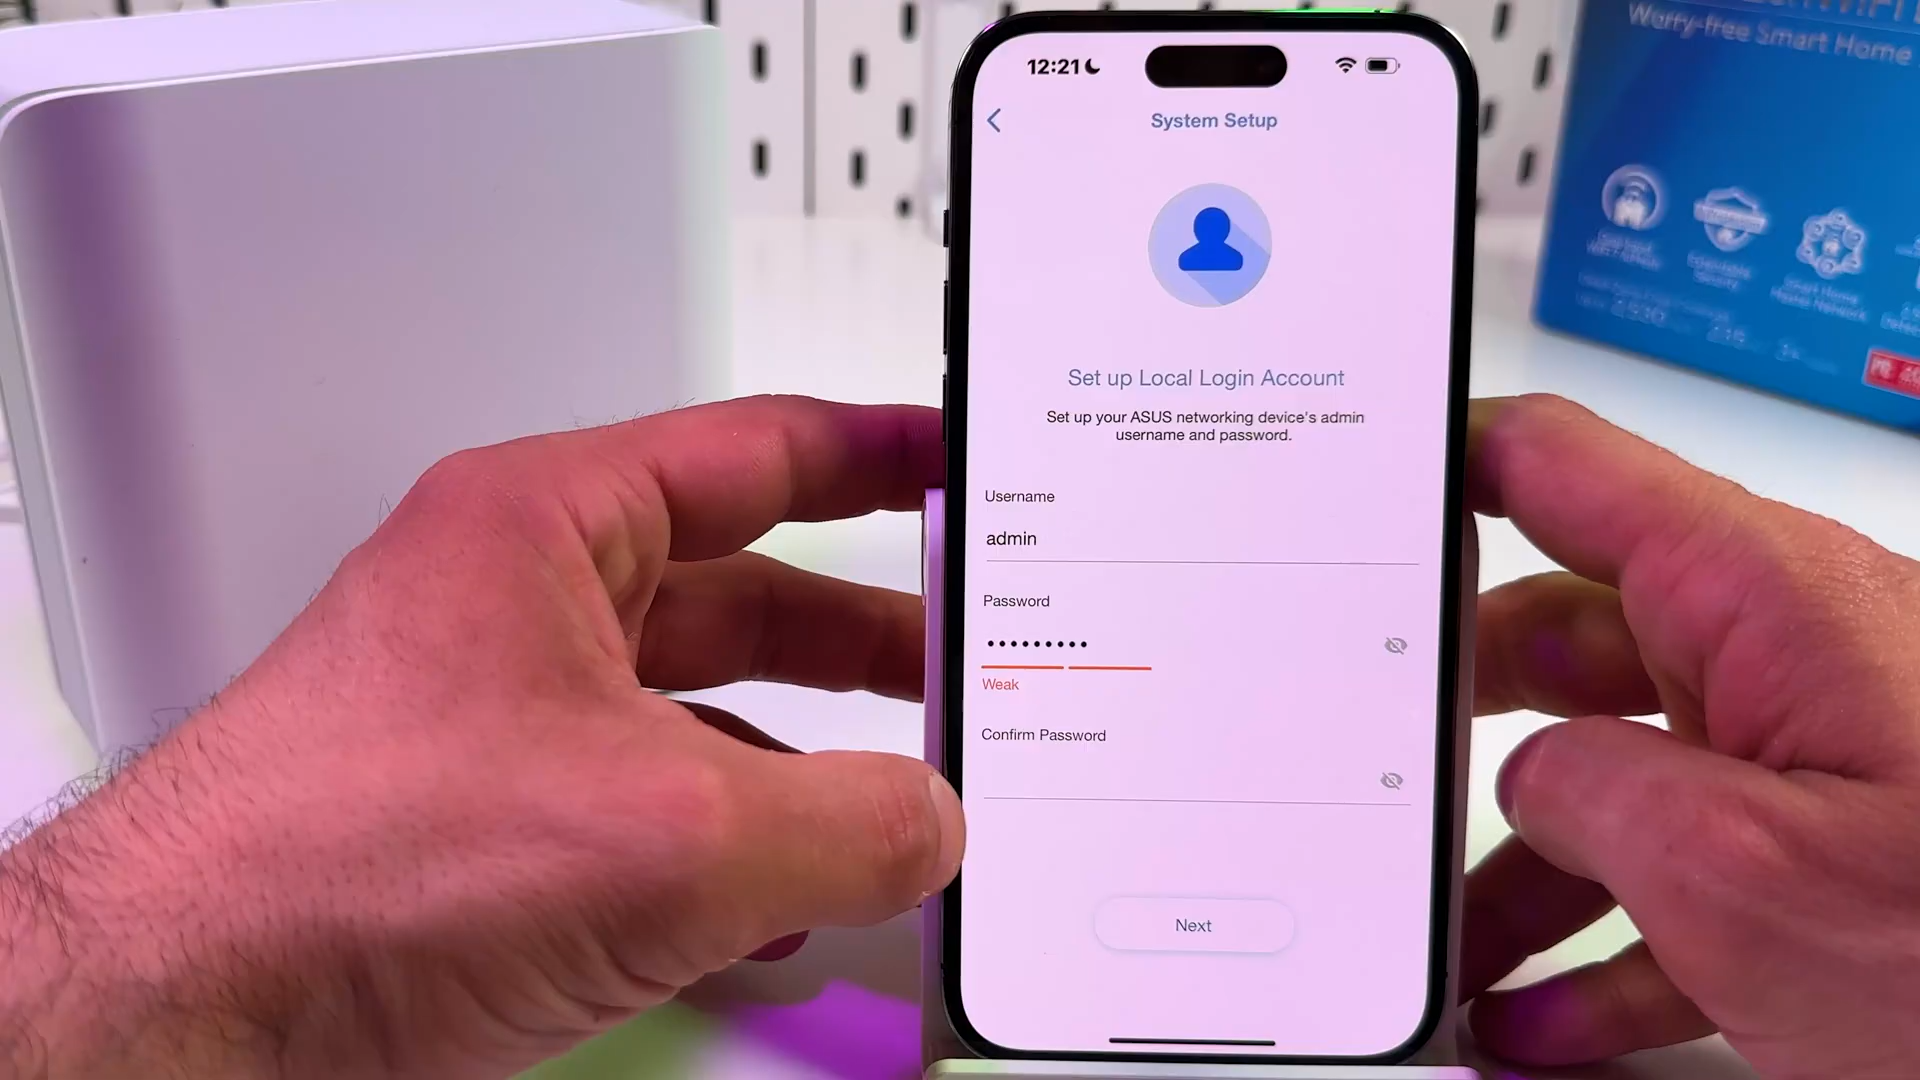 Worry-free Smart Home
12:21
System Setup
Set up Local Login Account
Set up your ASUS networking device's admin
username and password.
Username
admin
Password
•••••••••
Weak
Confirm Password
Next